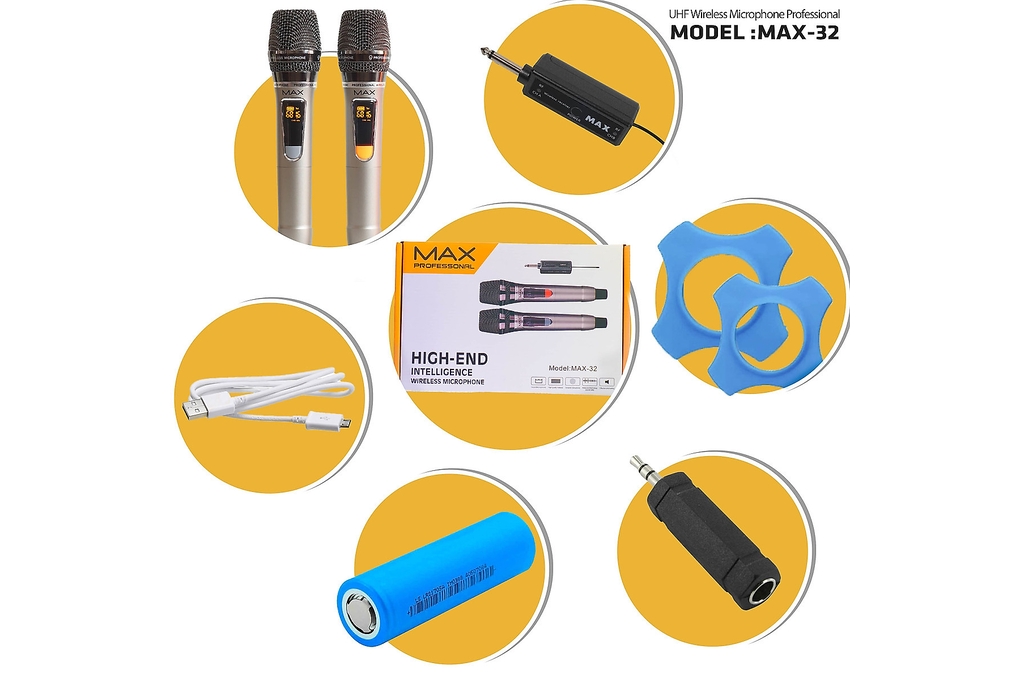 UHF Wireless Microphone Professional
MODEL :MAX-32
MAX
MAX
MAX
POWER
MAX
PROFESSIONAL
HIGH-END
INTELLIGENCE
WIRELESS MICROPHONE
Model:MAX-32